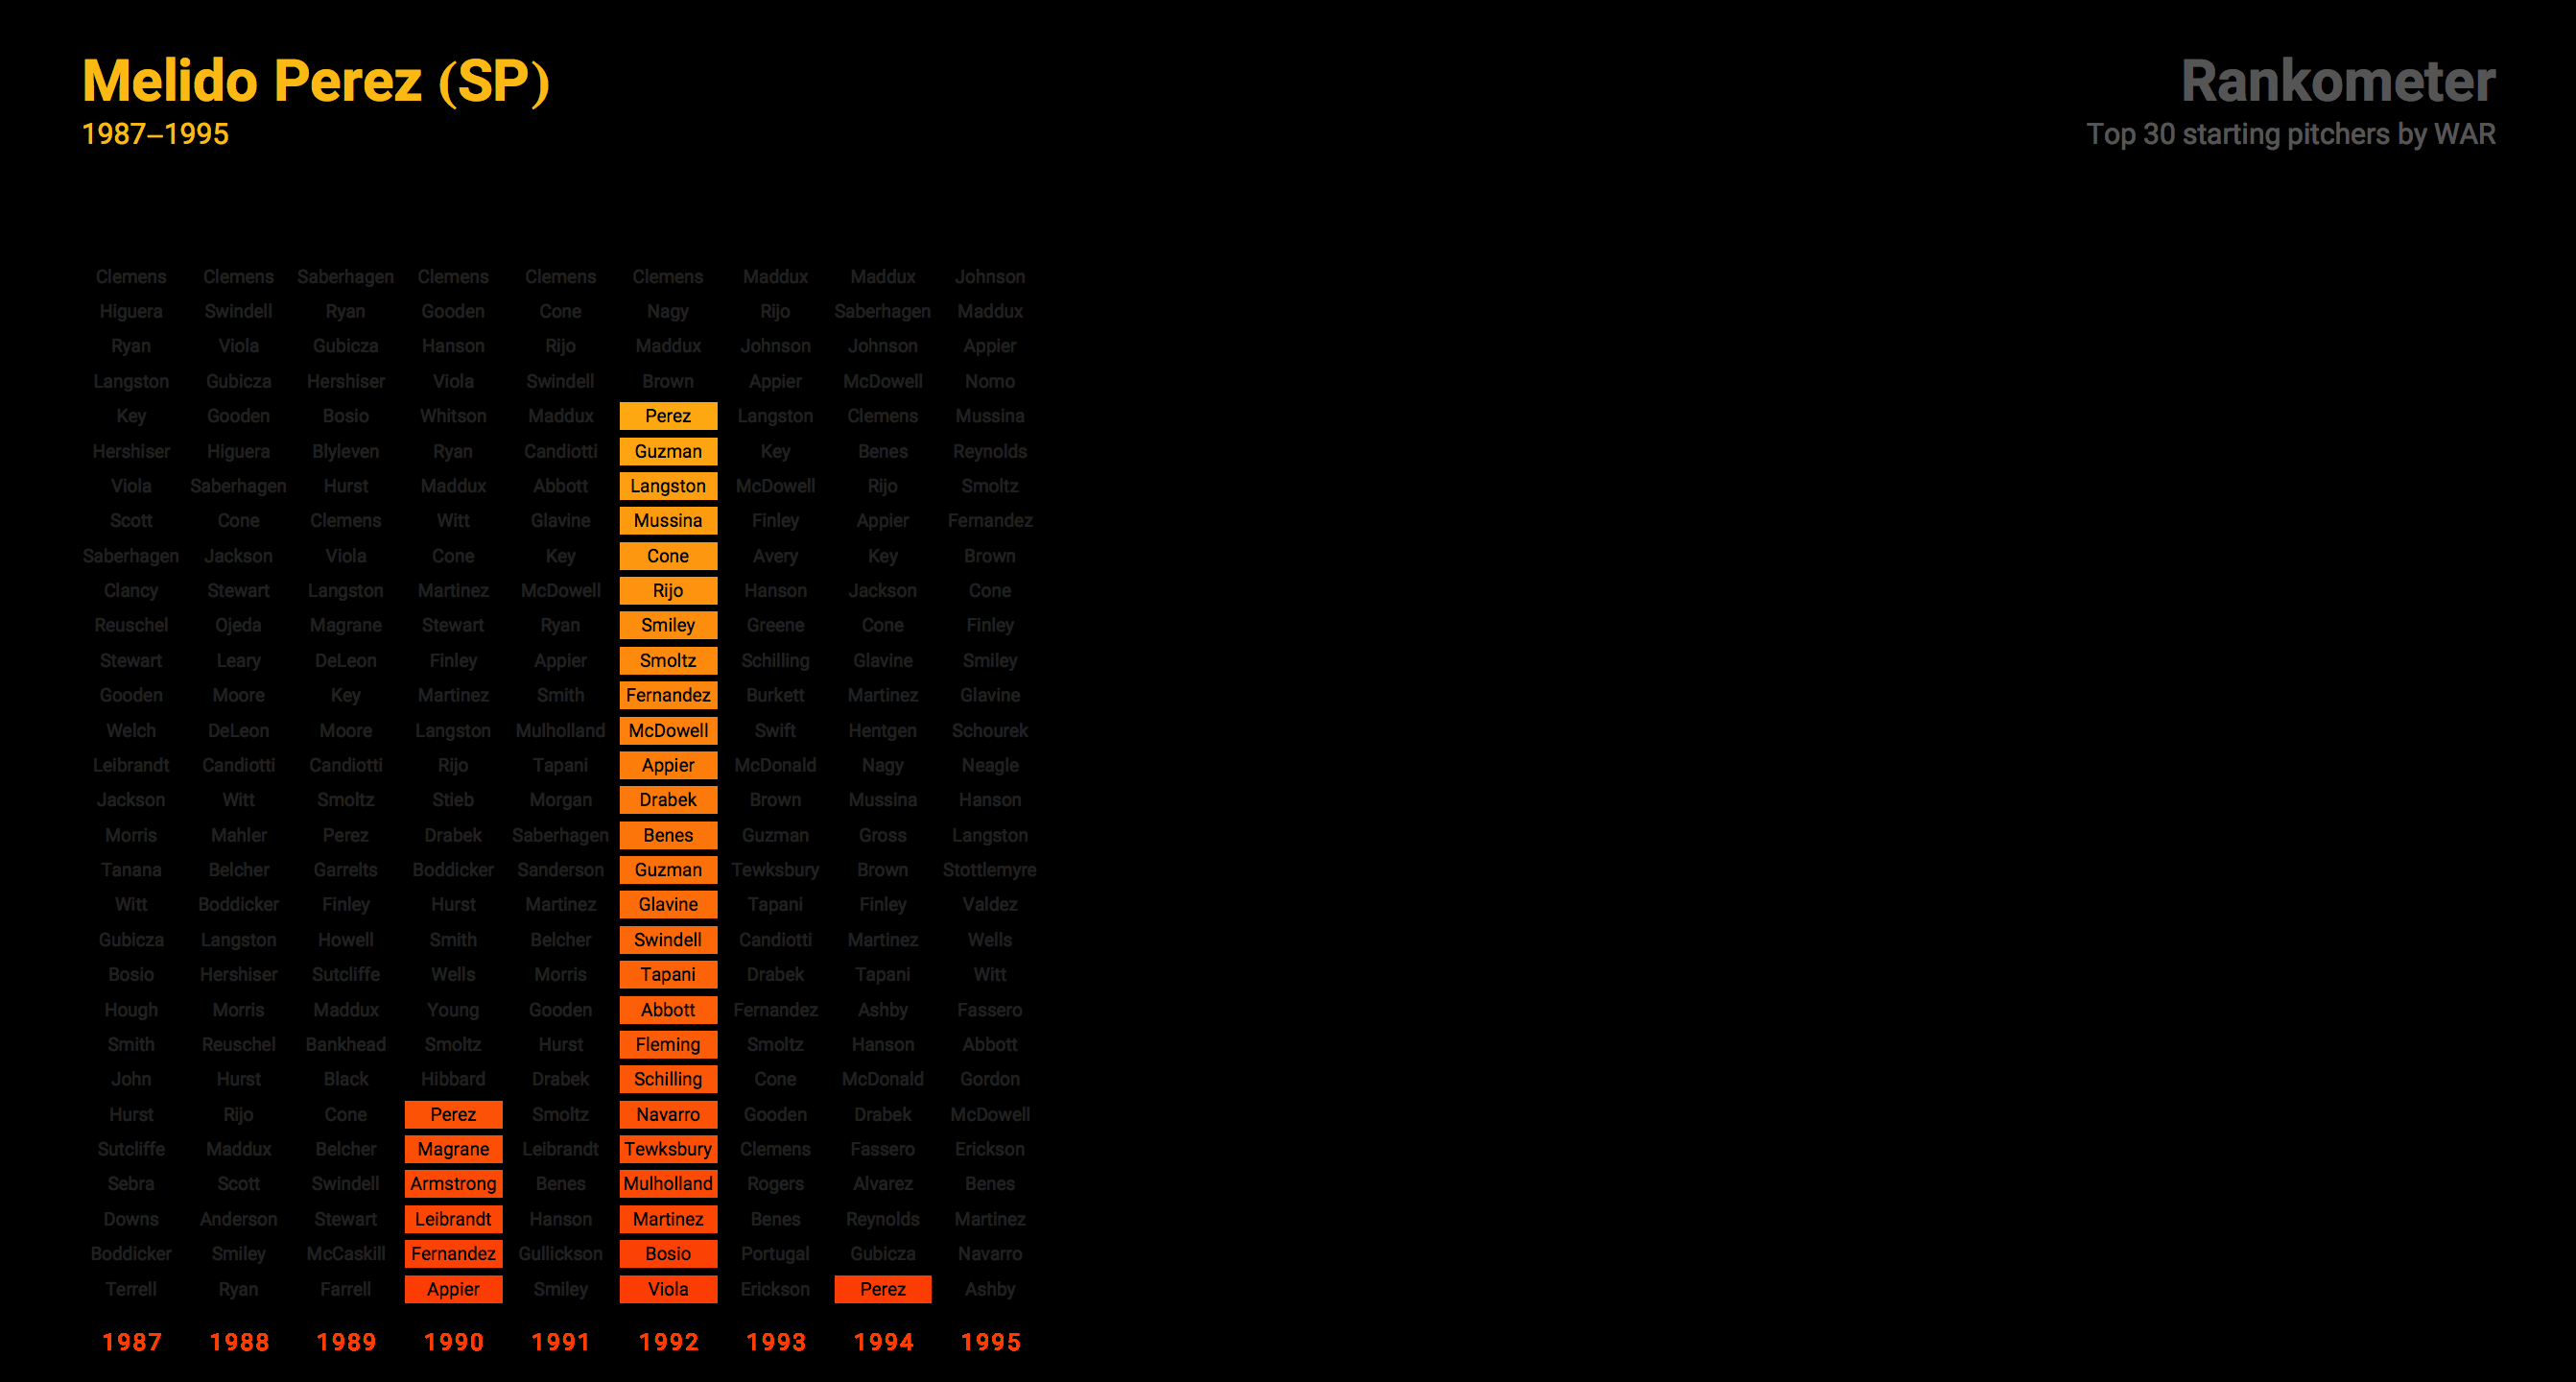 Melido Perez (SP)
1987–1995
Rankometer
Top 30 starting pitchers by WAR
Clemens Clemens Saberhagen Clemens Clemens Clemens Maddux Maddux Johnson
Higuera Swindell Ryan Gooden Cone Nagy Rijo Saberhagen Maddux
Ryan Viola Gubicza Hanson Rijo Maddux Johnson Johnson Appier
Langston Gubicza Hershiser Viola Swindell Brown Appier McDowell Nomo
Key Gooden Bosio Whitson Maddux Perez Langston Clemens Mussina
Hershiser Higuera Blyleven Ryan Candiotti Guzman Key Benes Reynolds
Viola Saberhagen Hurst Maddux Abbott Langston McDowell Rijo Smoltz
Scott Cone Clemens Witt Glavine Mussina Finley Appier Fernandez
Saberhagen Jackson Viola Cone Key Cone Avery Key Brown
Clancy Stewart Langston Martinez McDowell Rijo Hanson Jackson Cone
Reuschel Ojeda Magrane Stewart Ryan Smiley Greene Cone Finley
Stewart Leary DeLeon Finley Appier Smoltz Schilling Glavine Smiley
Gooden Moore Key Martinez Smith Fernandez Burkett Martinez Glavine
Welch DeLeon Moore Langston Mulholland McDowell Swift Hentgen Schourek
Leibrandt Candiotti Candiotti Rijo Tapani Appier McDonald Nagy Neagle
Jackson Witt Smoltz Stieb Morgan Drabek Brown Mussina Hanson
Morris Mahler Perez Drabek Saberhagen Benes Guzman Gross Langston
Tanana Belcher Garrelts Boddicker Sanderson Guzman Tewksbury Brown Stottlemyre
Witt Boddicker Finley Hurst Martinez Glavine Tapani Finley Valdez
Gubicza Langston Howell Smith Belcher Swindell Candiotti Martinez Wells
Bosio Hershiser Sutcliffe Wells Morris Tapani Drabek Tapani Witt
Hough Morris Maddux Young Gooden Abbott Fernandez Ashby Fassero
Smith Reuschel Bankhead Smoltz Hurst Fleming Smoltz Hanson Abbott
John Hurst Black Hibbard Drabek Schilling Cone McDonald Gordon
Hurst Rijo Cone Perez Smoltz Navarro Gooden Drabek McDowell
Sutcliffe Maddux Belcher Magrane Leibrandt Tewksbury Clemens Fassero Erickson
Sebra Scott Swindell Armstrong Benes Mulholland Rogers Alvarez Benes
Downs Anderson Stewart Leibrandt Hanson Martinez Benes Reynolds Martinez
Boddicker Smiley McCaskill Fernandez Gullickson Bosio Portugal Gubicza Navarro
Terrell Ryan Farrell Appier Smiley Viola Erickson Perez Ashby
1987 1988 1989 1990 1991 1992 1993 1994 1995